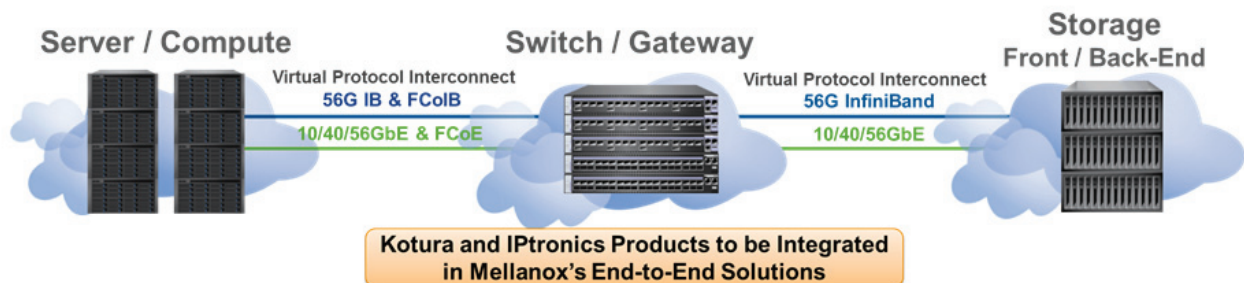 Server / Compute
Switch / Gateway
Storage
Front / Back-End
Virtual Protocol Interconnect
56G IB & FCoIB
10/40/56GbE & FCoE
Virtual Protocol Interconnect
56G InfiniBand
10/40/56GbE
Kotura and IPtronics Products to be Integrated
in Mellanox's End-to-End Solutions